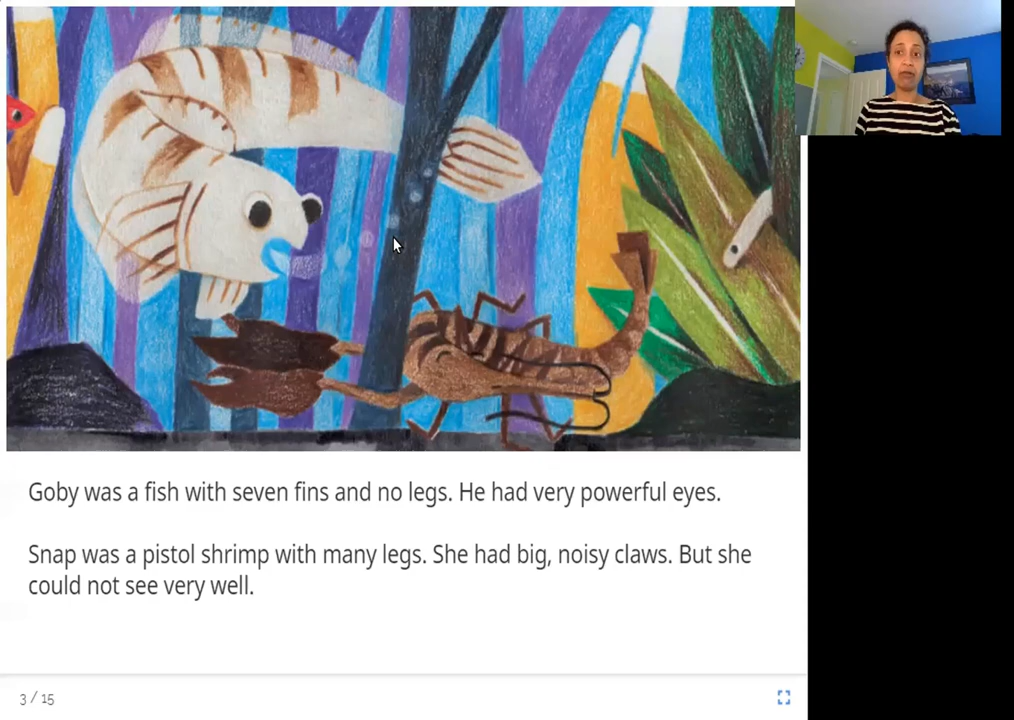 Goby was a fish with seven fins and no legs. He had very powerful eyes.
Snap was a pistol shrimp with many legs. She had big, noisy claws. But she
could not see very well.
3 / 15